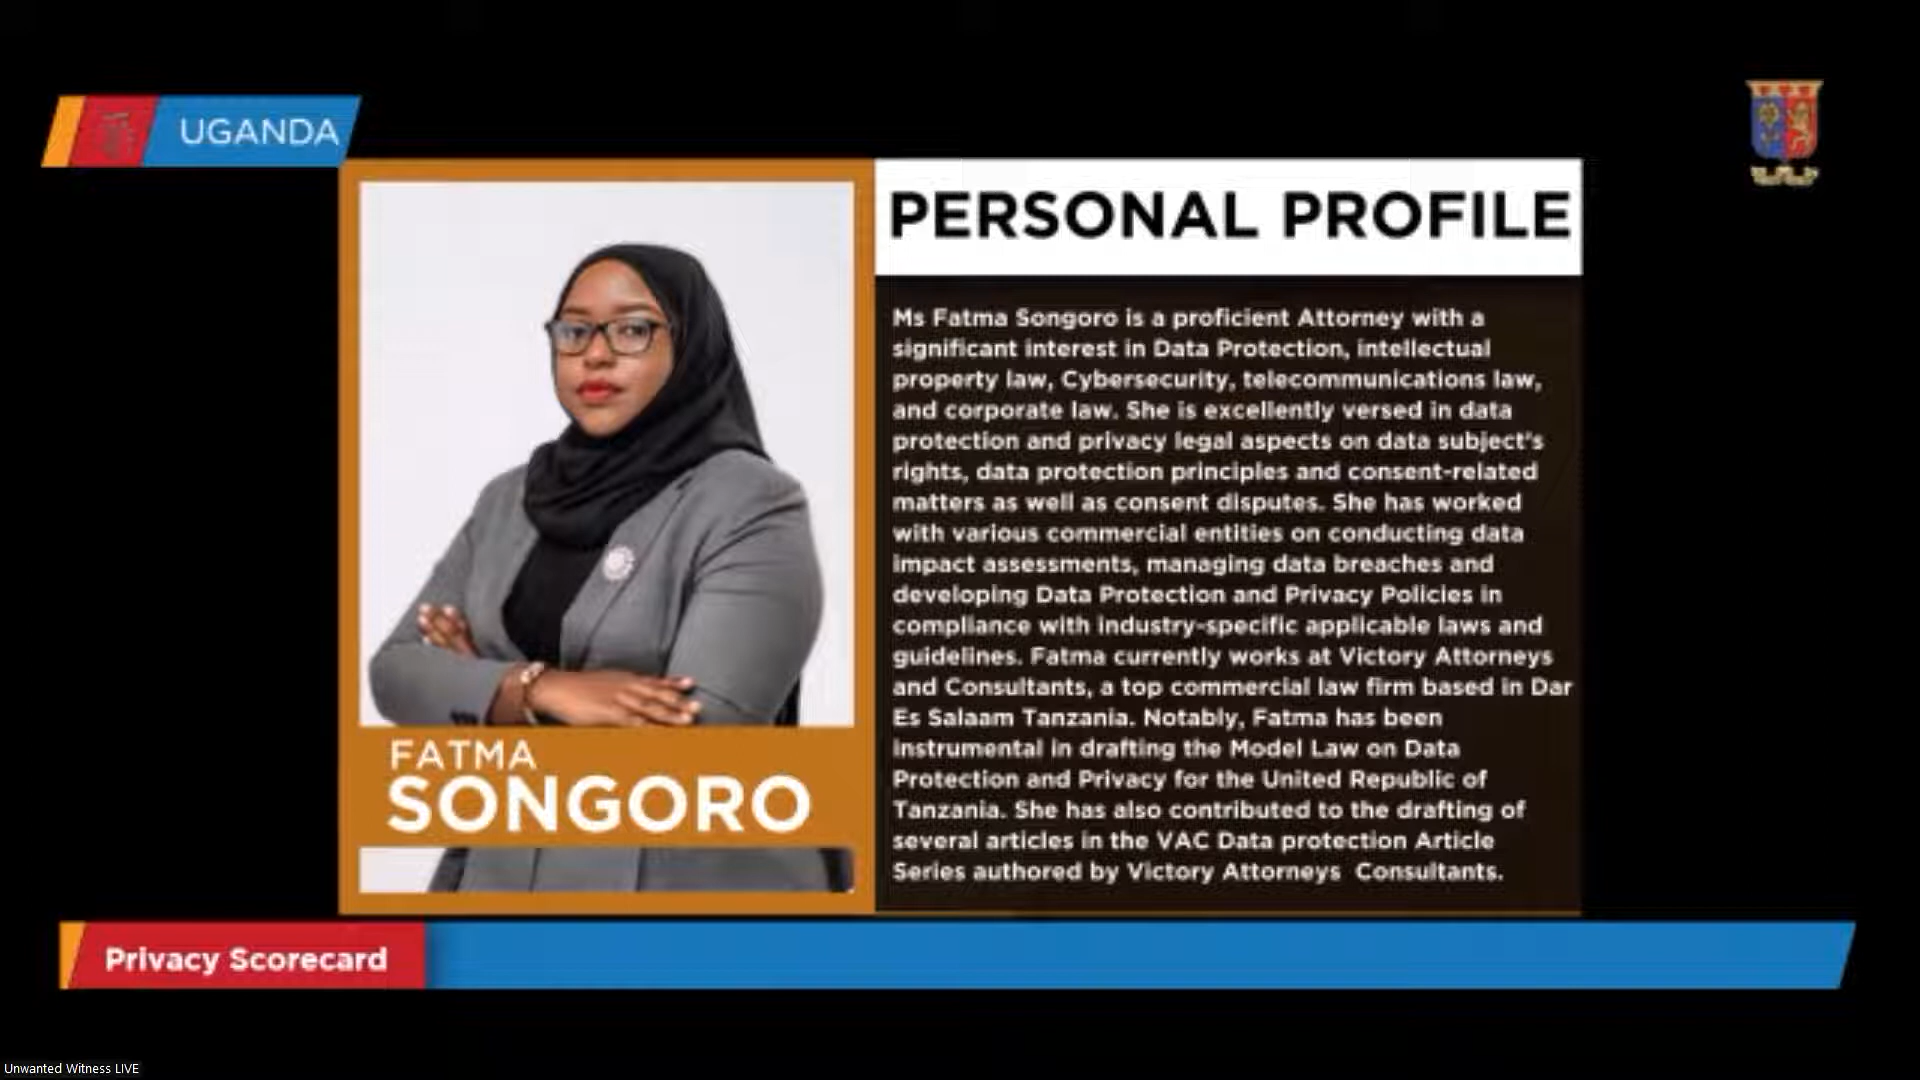 UGANDA
PERSONAL PROFILE
Ms Fatma Songoro is a proficient Attorney with a
significant interest in Data Protection, intellectual
property law, Cybersecurity, telecommunications law,
and corporate law. She is excellently versed in data
protection and privacy legal aspects on data subject's
rights, data protection principles and consent-related
matters as well as consent disputes. She has worked
with various commercial entities on conducting data
impact assessments, managing data breaches and
developing Data Protection and Privacy Policies in
compliance with industry-specific applicable laws and
guidelines. Fatma currently works at Victory Attorneys
and Consultants, a top commercial law firm based in Dar
Es Salaam Tanzania. Notably, Fatma has been
instrumental in drafting the Model Law on Data
Protection and Privacy for the United Republic of
Tanzania. She has also contributed to the drafting of
several articles in the VAC Data protection Article
Series authored by Victory Attorneys Consultants.
FATMA
SONGORO
Privacy Scorecard
Unwanted Witness LIVE